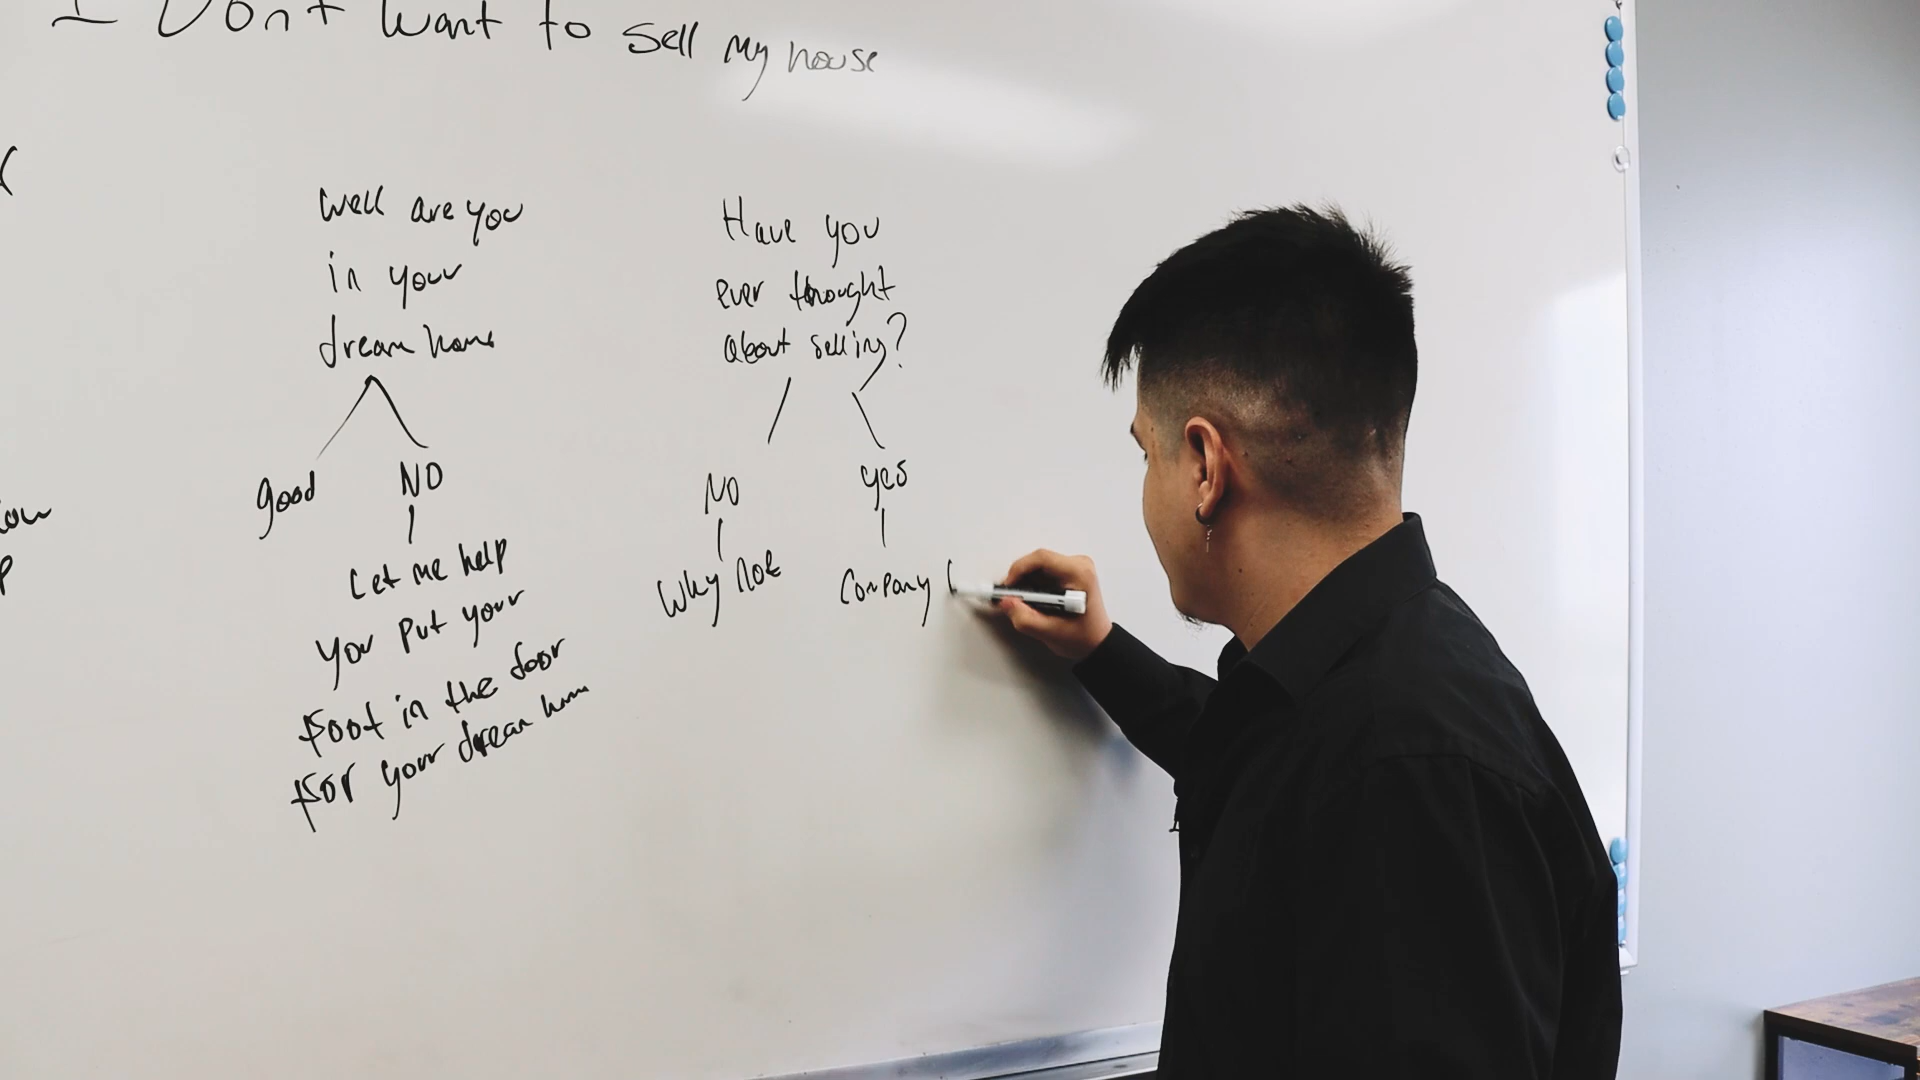 I Don't Want to sell my house
Well are you
in your
dream home
good
NO
Let me help
you put your
foot in the door
for your dream home
Have you
ever thought
about selling?
NO
yes
Why not
Company